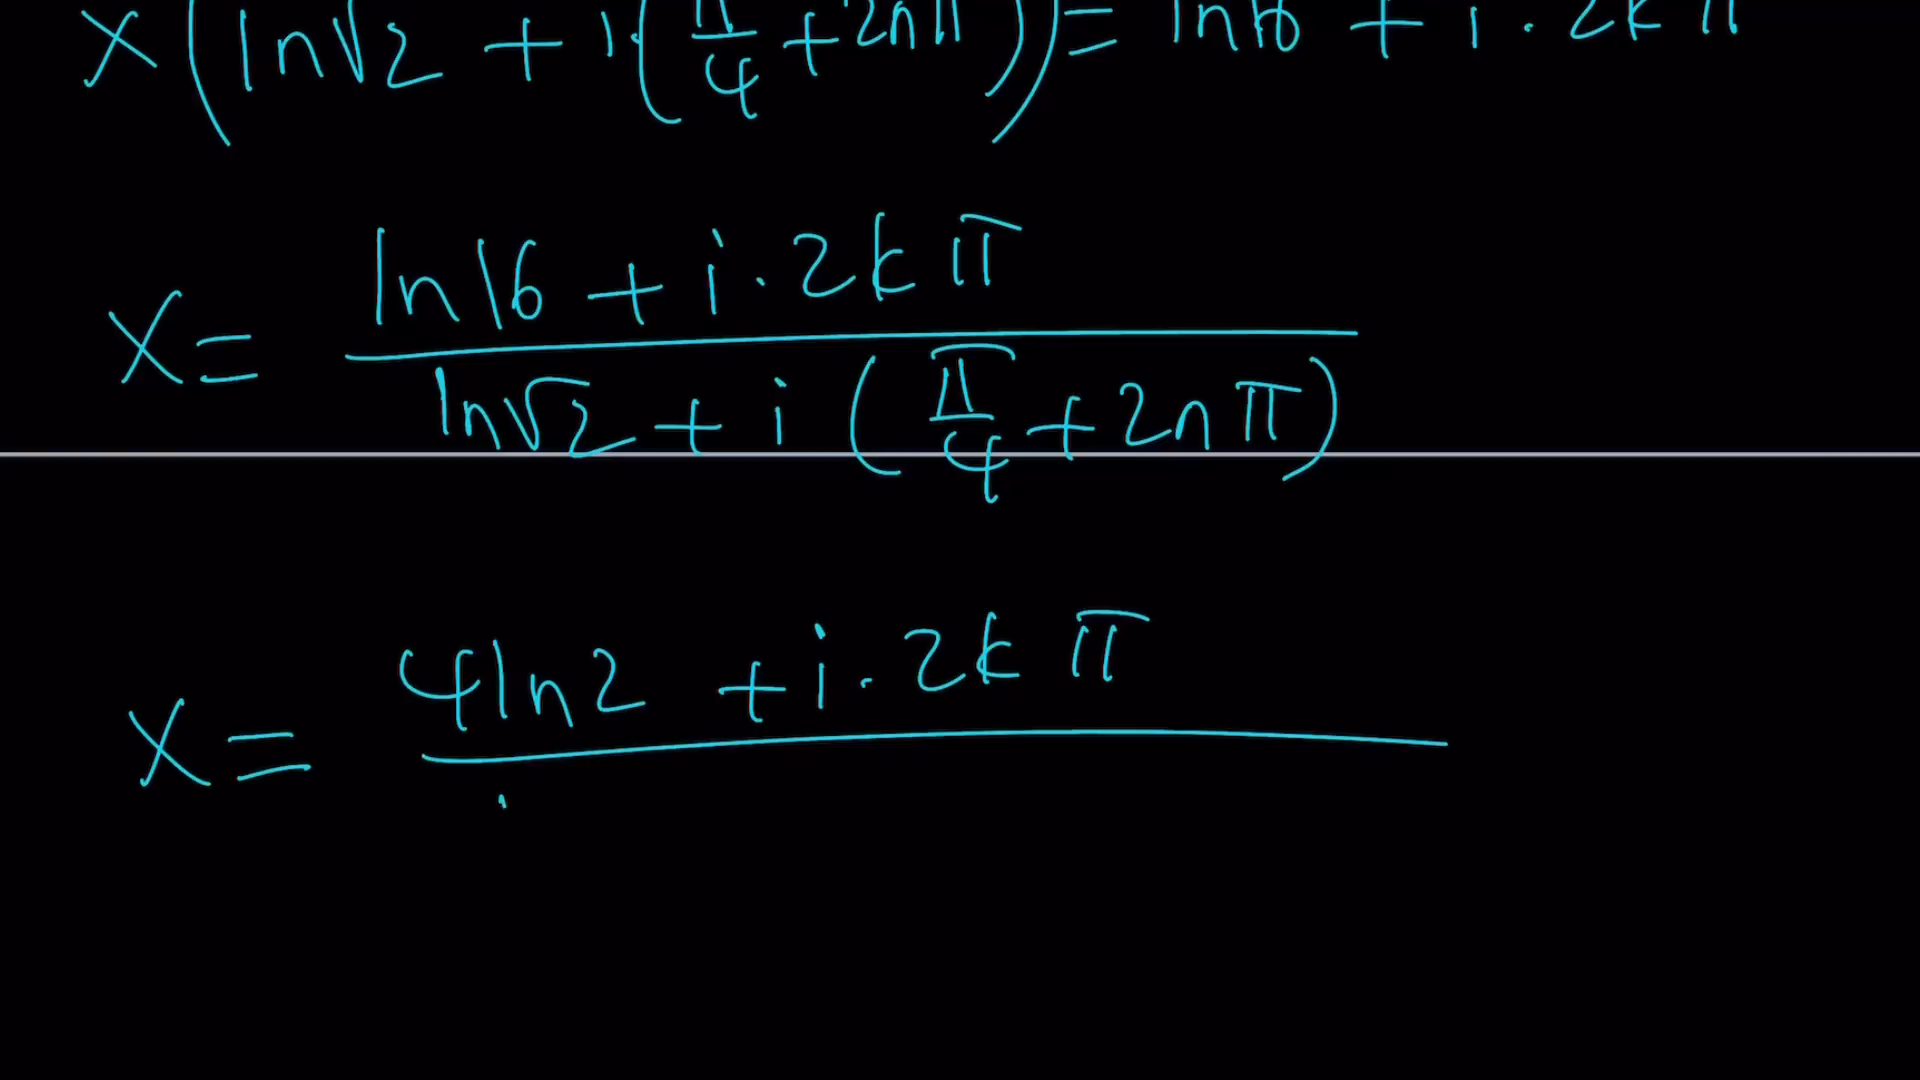 x(ln√2 + i·(π/4 + 2nπ)) = ln16 + i·2kπ
x = (ln16 + i·2kπ)/(ln√2 + i(π/4 + 2nπ))
x = 4ln2 + i·2kπ